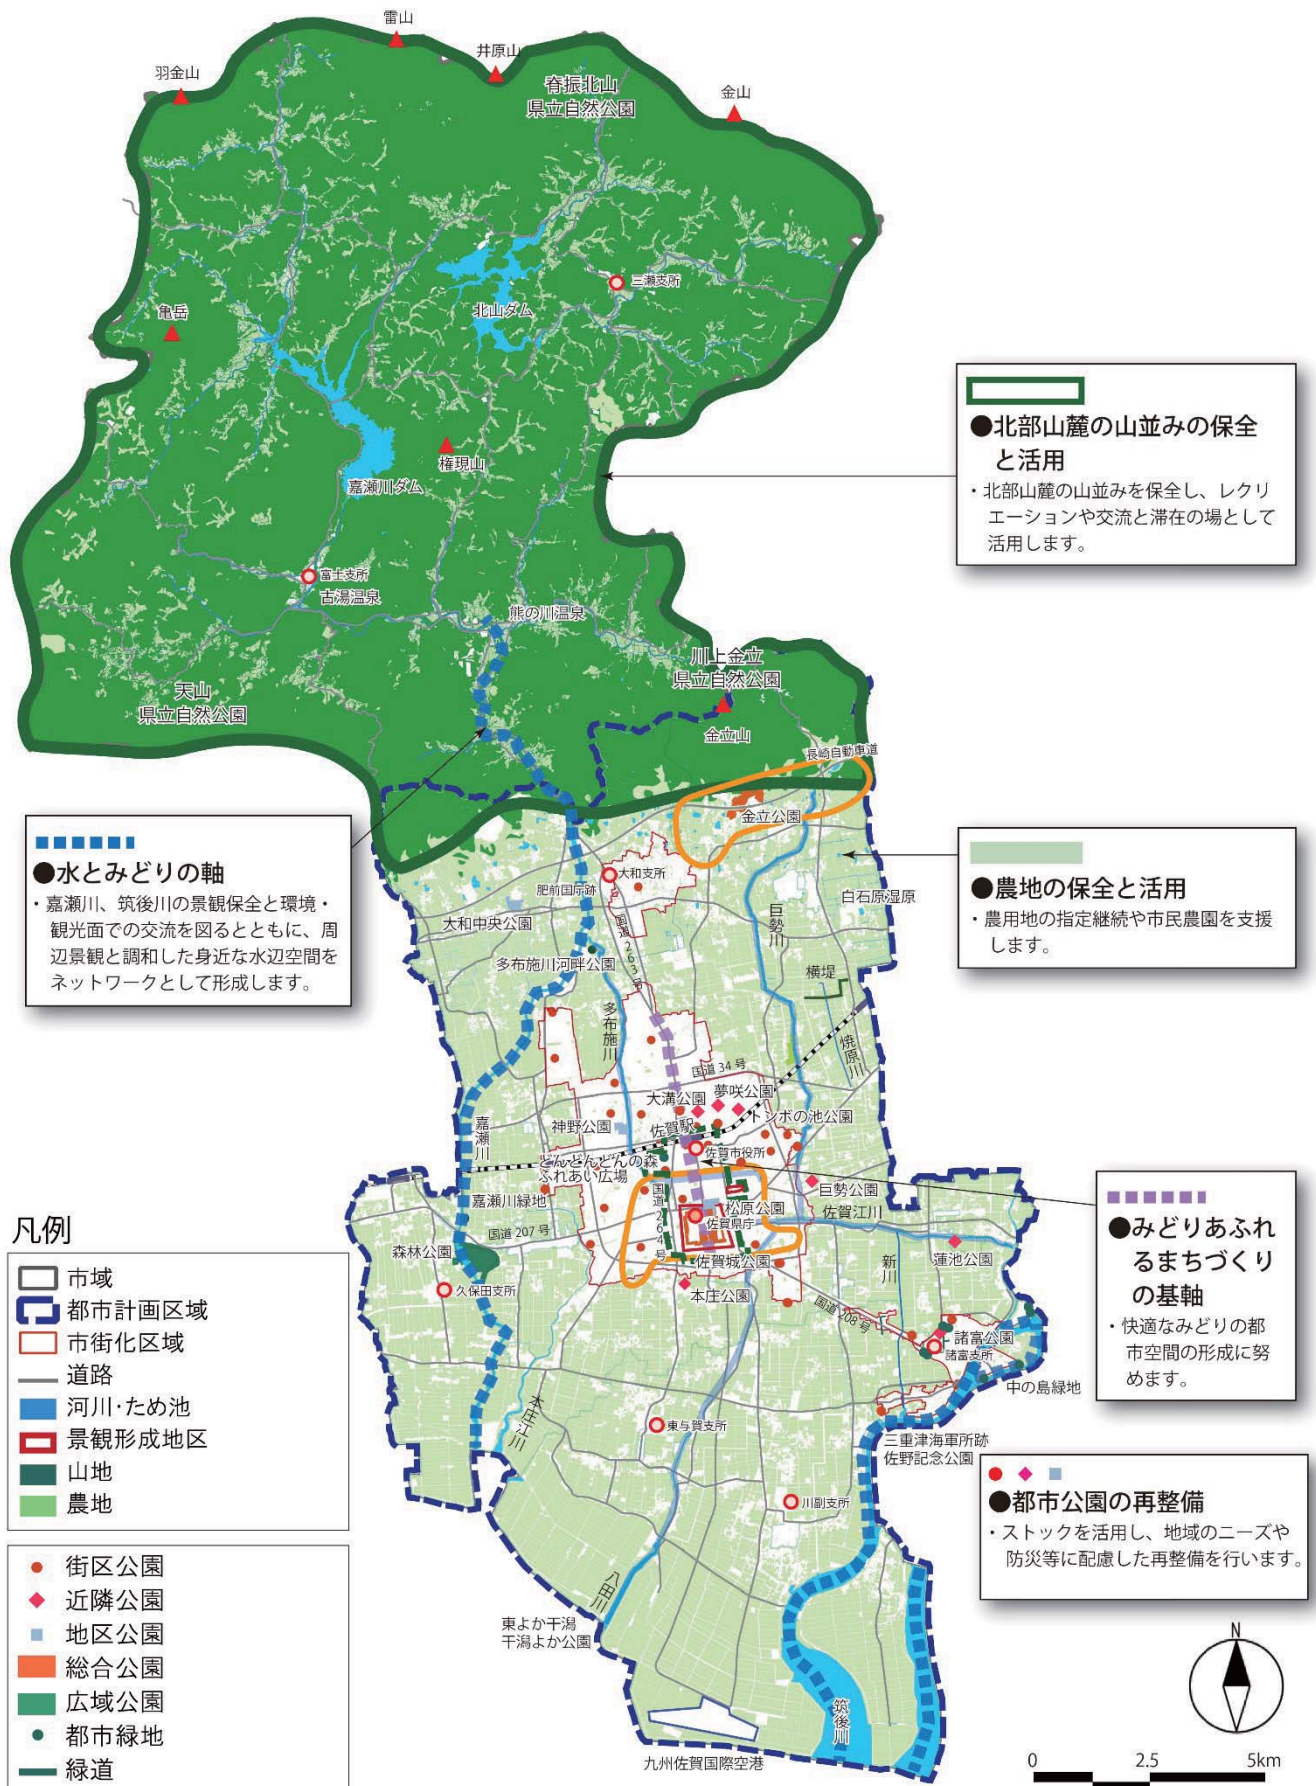 雷山
井原山
羽金山
脊振北山
県立自然公園
金山
三瀬支所
北山ダム
亀岳
権現山
嘉瀬川ダム
●北部山麓の山並みの保全
と活用
・北部山麓の山並みを保全し、レクリ
エーションや交流と滞在の場として
活用します。
富士支所
古湯温泉
熊の川温泉
川上金立
県立自然公園
天山
県立自然公園
金立山
長崎自動車道
金立公園
●水とみどりの軸
・嘉瀬川、筑後川の景観保全と環境・
観光面での交流を図るとともに、周
辺景観と調和した身近な水辺空間を
ネットワークとして形成します。
●農地の保全と活用
・農用地の指定継続や市民農園を支援
します。
大和支所
肥前国庁跡
白石原湿原
大和中央公園
国道263号
巨勢川
多布施川河畔公園
横堤
多布施川
焼原川
国道34号
大溝公園
夢咲公園
トンボの池公園
神野公園
佐賀駅
嘉瀬川
佐賀市役所
どんどんどんの森
ふれあい広場
巨勢公園
嘉瀬川緑地
国道264号
松原公園
佐賀県庁
佐賀江川
国道207号
森林公園
佐賀城公園
新川
蓮池公園
久保田支所
本庄公園
国道208号
諸富公園
諸富支所
中の島緑地
●みどりあふれ
るまちづくり
の基軸
・快適なみどりの都
市空間の形成に努
めます。
本庄江川
東与賀支所
三重津海軍所跡
佐野記念公園
川副支所
●都市公園の再整備
・ストックを活用し、地域のニーズや
防災等に配慮した再整備を行います。
八田川
東よか干潟
干潟よか公園
筑後川
九州佐賀国際空港
凡例
市域
都市計画区域
市街化区域
道路
河川・ため池
景観形成地区
山地
農地
街区公園
近隣公園
地区公園
総合公園
広域公園
都市緑地
緑道
N
0 2.5 5km